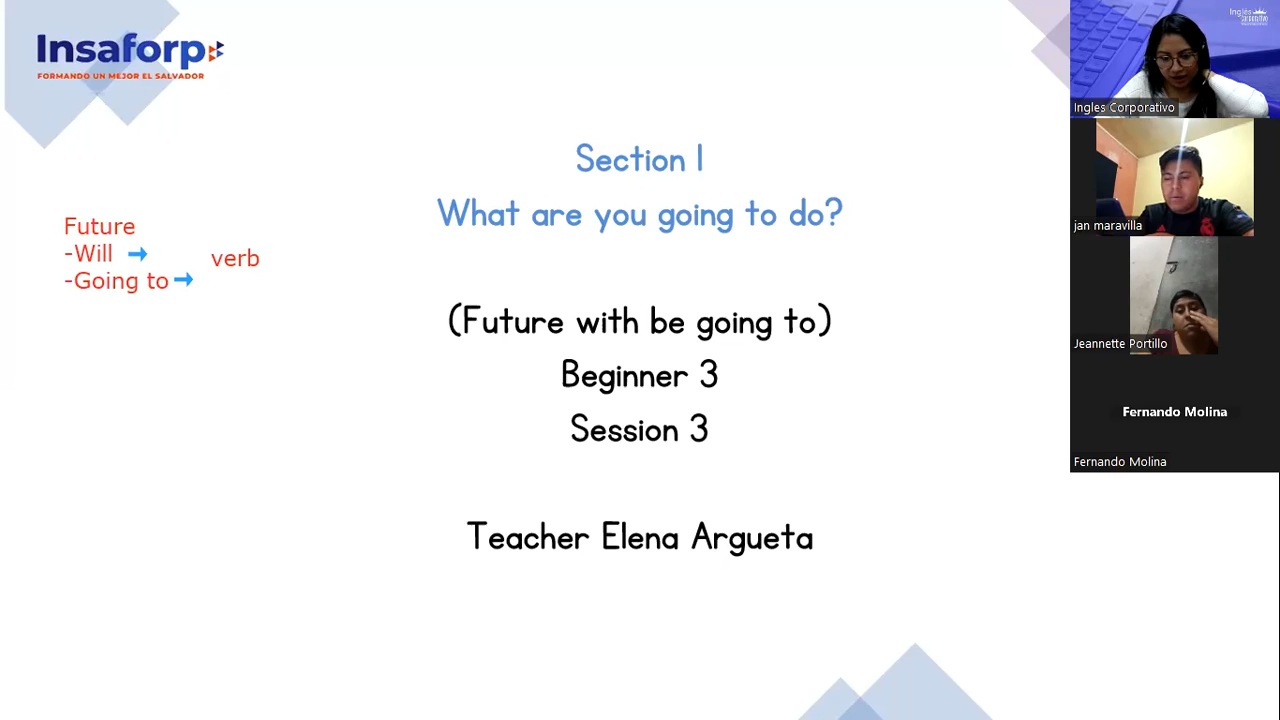 Insaforp
FORMANDO UN MEJOR EL SALVADOR
Section 1
What are you going to do?
Future
-Will
-Going to
verb
(Future with be going to)
Beginner 3
Session 3
Teacher Elena Argueta
Ingles Corporativo
jan maravilla
Jeannette Portillo
Fernando Molina
Fernando Molina